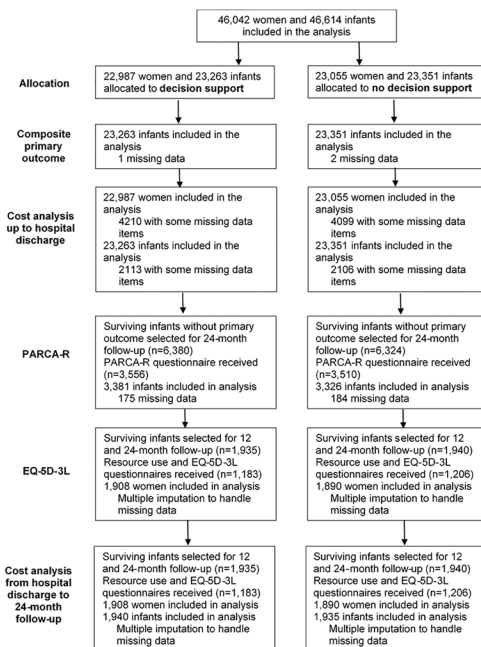 46,042 women and 46,614 infants
included in the analysis
Allocation
22,987 women and 23,263 infants
allocated to decision support
23,055 women and 23,351 infants
allocated to no decision support
Composite
primary
outcome
23,263 infants included in the
analysis
1 missing data
23,351 infants included in the
analysis
2 missing data
Cost analysis
up to hospital
discharge
22,987 women included in the
analysis
4210 with some missing data
items
23,263 infants included in the
analysis
2113 with some missing data
items
23,055 women included in the
analysis
4099 with some missing data
items
23,351 infants included in the
analysis
2106 with some missing data
items
PARCA-R
Surviving infants without primary
outcome selected for 24-month
follow-up (n=6,380)
PARCA-R questionnaire received
(n=3,556)
3,381 infants included in analysis
175 missing data
Surviving infants without primary
outcome selected for 24-month
follow-up (n=6,324)
PARCA-R questionnaire received
(n=3,510)
3,326 infants included in analysis
184 missing data
EQ-5D-3L
Surviving infants selected for 12
and 24-month follow-up (n=1,935)
Resource use and EQ-5D-3L
questionnaires received (n=1,183)
1,908 women included in analysis
Multiple imputation to handle
missing data
Surviving infants selected for 12
and 24-month follow-up (n=1,940)
Resource use and EQ-5D-3L
questionnaires received (n=1,206)
1,890 women included in analysis
Multiple imputation to handle
missing data
Cost analysis
from hospital
discharge to
24-month
follow-up
Surviving infants selected for 12
and 24-month follow-up (n=1,935)
Resource use and EQ-5D-3L
questionnaires received (n=1,183)
1,908 women included in analysis
1,940 infants included in analysis
Multiple imputation to handle
missing data
Surviving infants selected for 12
and 24-month follow-up (n=1,940)
Resource use and EQ-5D-3L
questionnaires received (n=1,206)
1,890 women included in analysis
1,935 infants included in analysis
Multiple imputation to handle
missing data